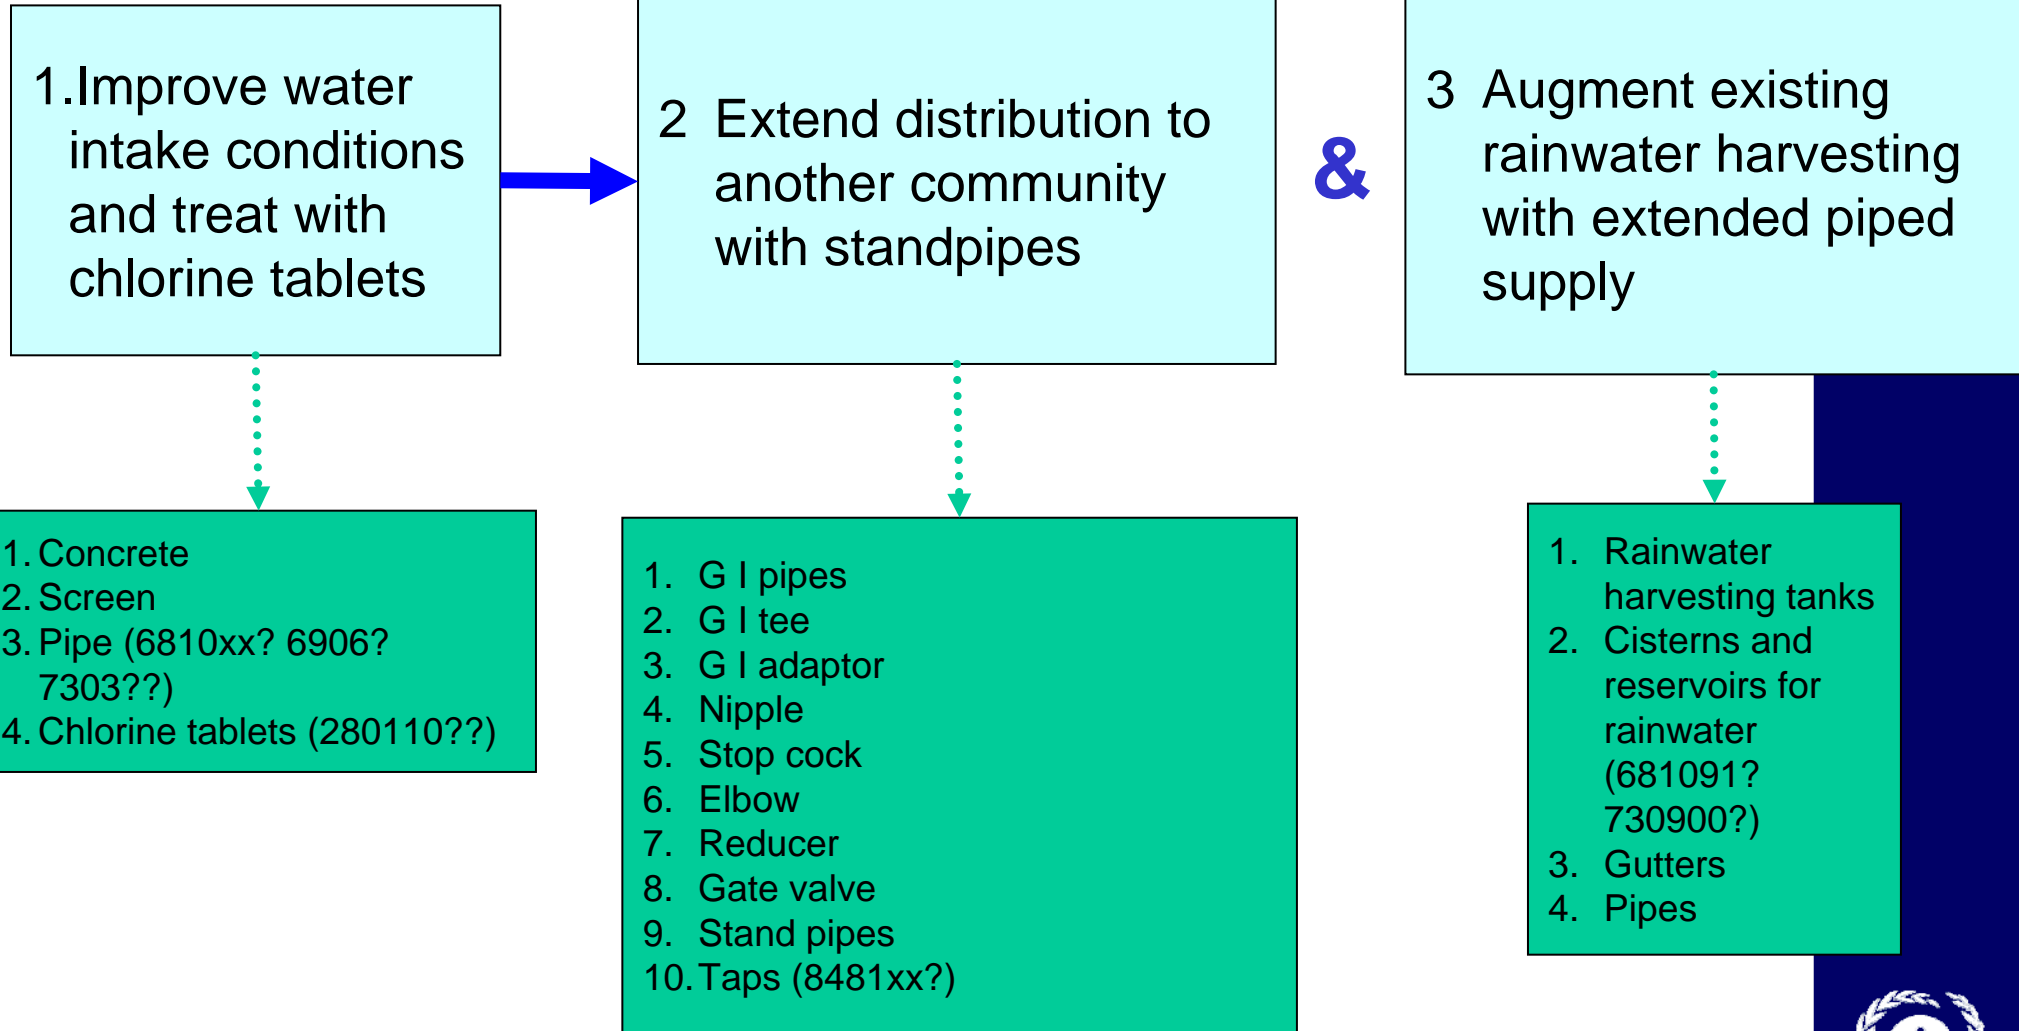 1.Improve water
intake conditions
and treat with
chlorine tablets
2 Extend distribution to
another community
with standpipes
&
3 Augment existing
rainwater harvesting
with extended piped
supply
1. Concrete
2. Screen
3. Pipe (6810xx? 6906?
7303??)
4. Chlorine tablets (280110??)
1. G I pipes
2. G I tee
3. G I adaptor
4. Nipple
5. Stop cock
6. Elbow
7. Reducer
8. Gate valve
9. Stand pipes
10. Taps (8481xx?)
1. Rainwater
harvesting tanks
2. Cisterns and
reservoirs for
rainwater
(681091?
730900?)
3. Gutters
4. Pipes